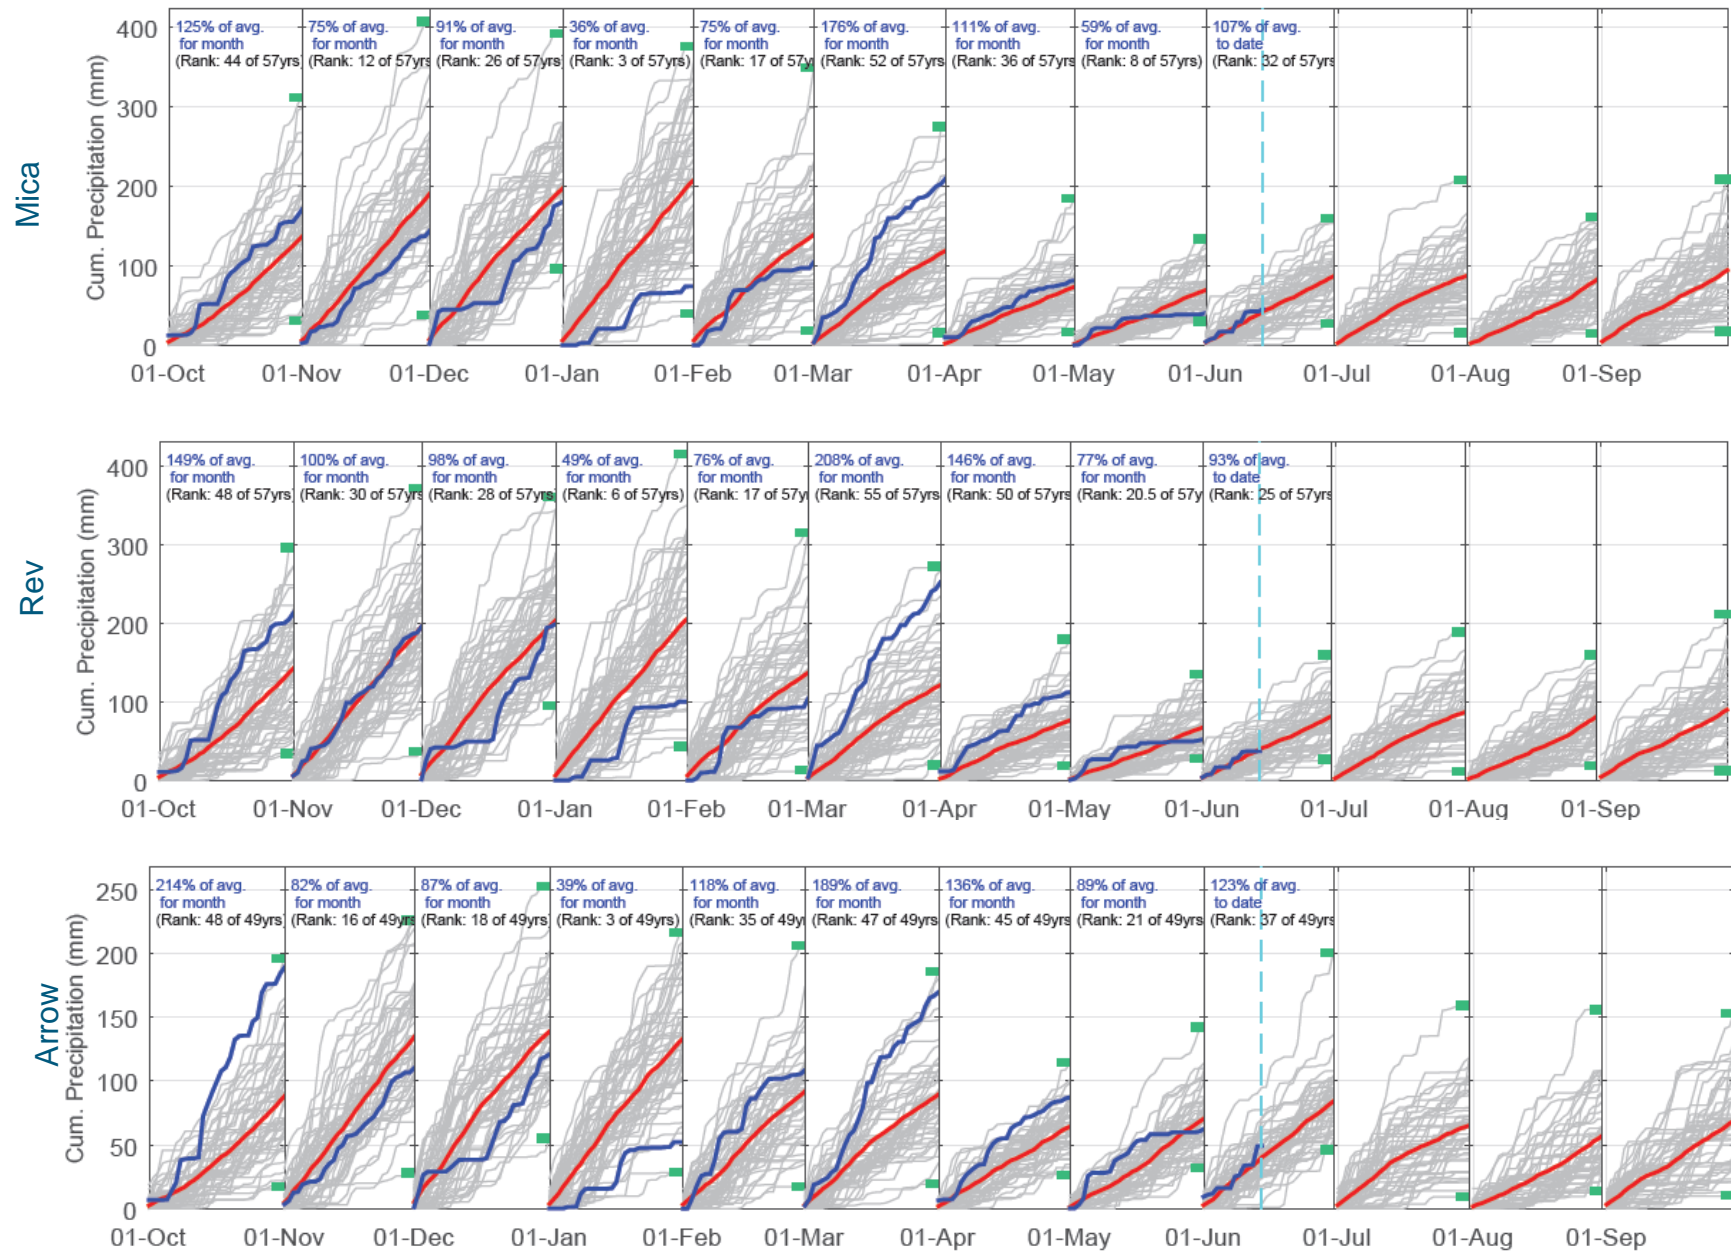 Mica
Cum. Precipitation (mm)
400
300
200
100
0
125% of avg.
for month
(Rank: 44 of 57yrs)
75% of avg.
for month
(Rank: 12 of 57yrs
91% of avg.
for month
(Rank: 26 of 57yrs)
36% of avg.
for month
(Rank: 3 of 57yrs)
75% of avg.
for month
(Rank: 17 of 57y
176% of avg.
for month
(Rank: 52 of 57yrs
111% of avg.
for month
(Rank: 36 of 57yrs
59% of avg.
for month
(Rank: 8 of 57yrs)
107% of avg.
to date
(Rank: 32 of 57yrs
01-Oct 01-Nov 01-Dec 01-Jan 01-Feb 01-Mar 01-Apr 01-May 01-Jun 01-Jul 01-Aug 01-Sep
Rev
Cum. Precipitation (mm)
400
300
200
100
0
149% of avg.
for month
(Rank: 48 of 57yrs)
100% of avg.
for month
(Rank: 30 of 57yrs
98% of avg.
for month
(Rank: 28 of 57yrs
49% of avg.
for month
(Rank: 6 of 57yrs)
76% of avg.
for month
(Rank: 17 of 57y
208% of avg.
for month
(Rank: 55 of 57yrs
146% of avg.
for month
(Rank: 50 of 57yrs
77% of avg.
for month
(Rank: 20.5 of 57y
93% of avg.
to date
(Rank: 25 of 57yrs
01-Oct 01-Nov 01-Dec 01-Jan 01-Feb 01-Mar 01-Apr 01-May 01-Jun 01-Jul 01-Aug 01-Sep
Arrow
Cum. Precipitation (mm)
250
200
150
100
50
0
214% of avg.
for month
(Rank: 48 of 49yrs)
82% of avg.
for month
(Rank: 16 of 49yrs
87% of avg.
for month
(Rank: 18 of 49yrs)
39% of avg.
for month
(Rank: 3 of 49yrs)
118% of avg.
for month
(Rank: 35 of 49y
189% of avg.
for month
(Rank: 47 of 49yrs
136% of avg.
for month
(Rank: 45 of 49yrs
89% of avg.
for month
(Rank: 21 of 49yrs
123% of avg.
to date
(Rank: 37 of 49yrs
01-Oct 01-Nov 01-Dec 01-Jan 01-Feb 01-Mar 01-Apr 01-May 01-Jun 01-Jul 01-Aug 01-Sep